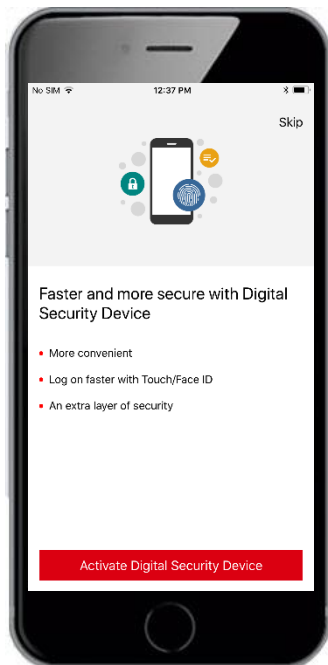 No SIM 12:37 PM
Skip
Faster and more secure with Digital
Security Device
• More convenient
• Log on faster with Touch/Face ID
• An extra layer of security
Activate Digital Security Device